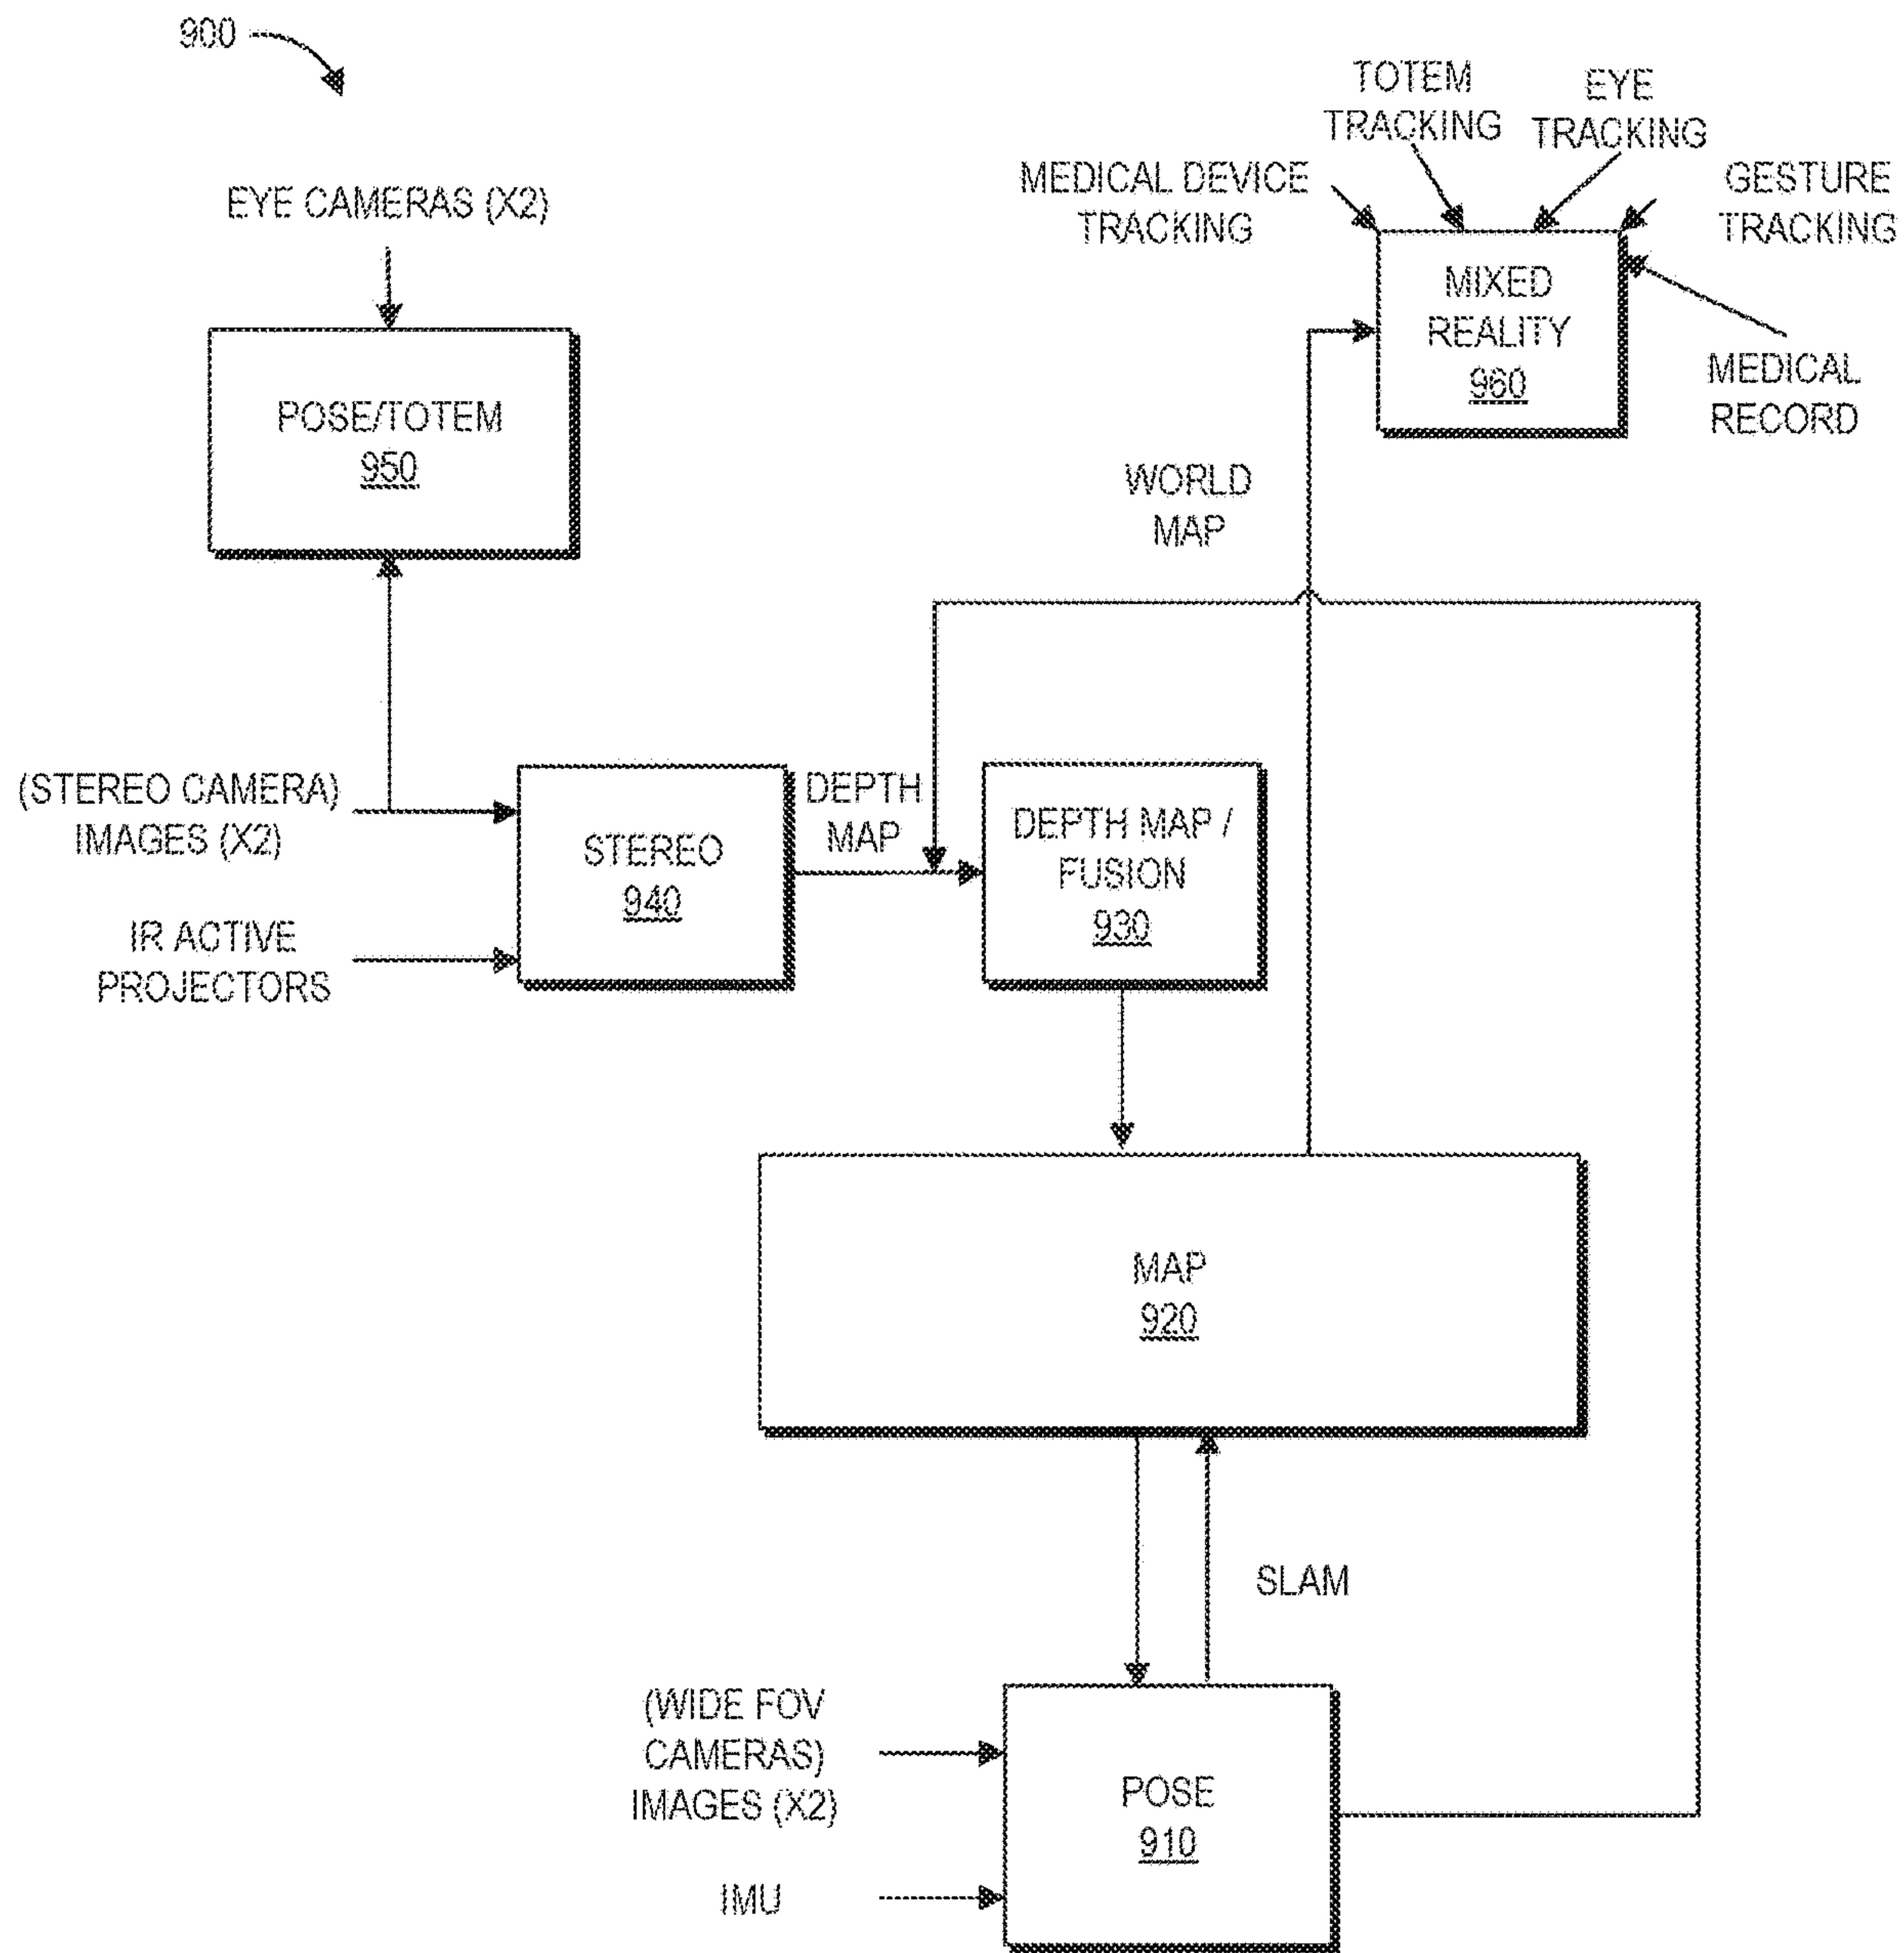 900
TOTEM
TRACKING
EYE
TRACKING
MEDICAL DEVICE
TRACKING
GESTURE
TRACKING
EYE CAMERAS (X2)
MIXED
REALITY
960
MEDICAL
RECORD
POSE/TOTEM
950
WORLD
MAP
(STEREO CAMERA)
IMAGES (X2)
IR ACTIVE
PROJECTORS
STEREO
940
DEPTH
MAP
DEPTH MAP /
FUSION
930
MAP
920
SLAM
(WIDE FOV
CAMERAS)
IMAGES (X2)
IMU
POSE
910